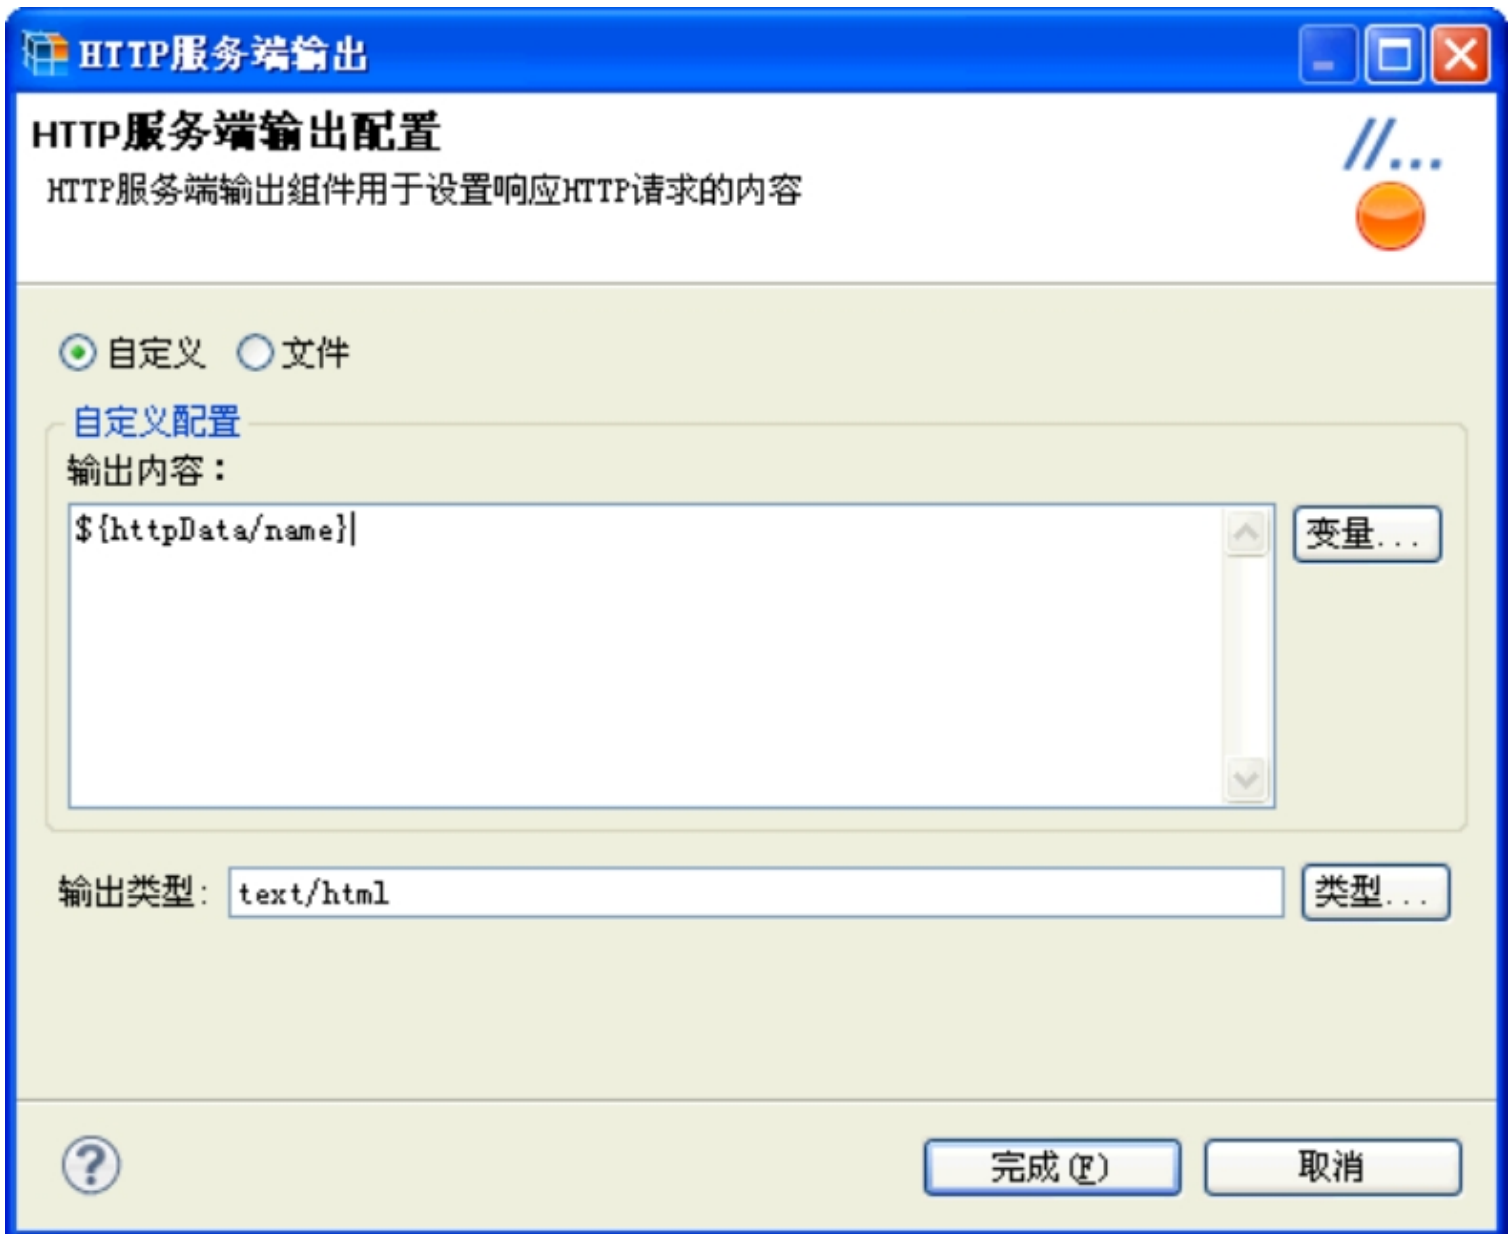 HTTP服务端输出
HTTP服务端输出配置
HTTP服务端输出组件用于设置响应HTTP请求的内容
//...
自定义 文件
自定义配置
输出内容：
${httpData/name}
变量...
输出类型: text/html 类型...
? 完成(F) 取消